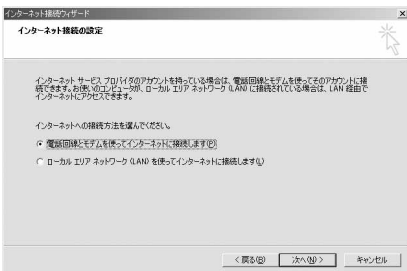 インターネット接続ウィザード
インターネット接続の設定
インターネット サービス プロバイダのアカウントを持っている場合は、電話回線とモデムを使ってそのアカウントに接
続できます。お使いのコンピュータが、ローカル エリア ネットワーク (LAN) に接続されている場合は、LAN 経由で
インターネットにアクセスできます。
インターネットへの接続方法を選んでください。
電話回線とモデムを使ってインターネットに接続します(P)
ローカル エリア ネットワーク (LAN) を使ってインターネットに接続します(L)
< 戻る(B) 次へ(N) > キャンセル